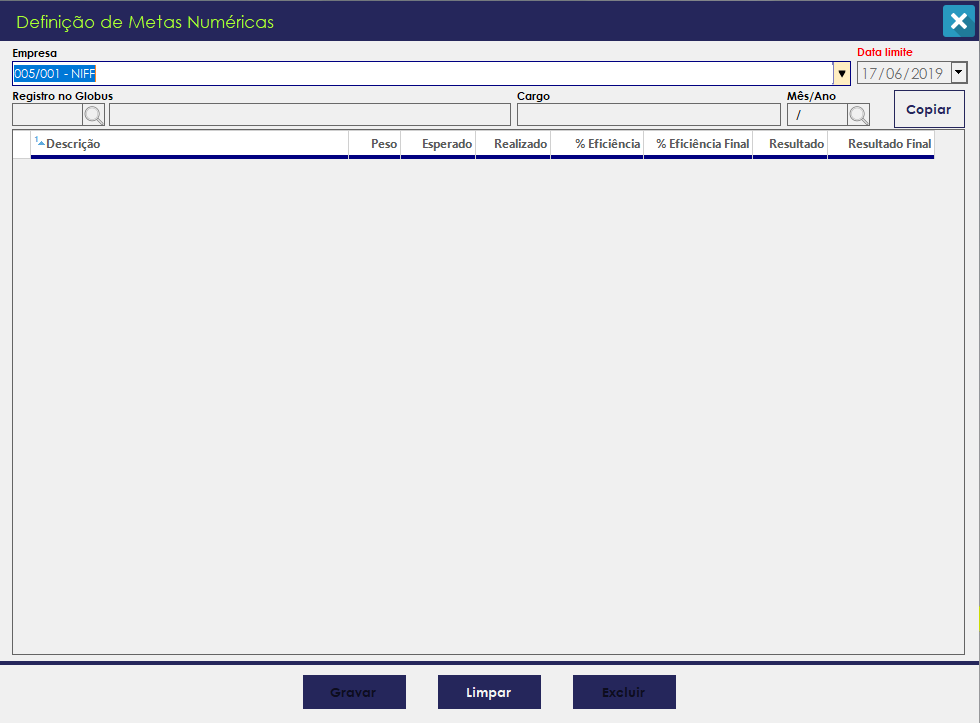 Definição de Metas Numéricas
Empresa
Data limite
005/001 - NIFF
17/06/2019
Registro no Globus
Cargo
Mês/Ano
/
Copiar
1 Descrição Peso Esperado Realizado % Eficiência % Eficiência Final Resultado Resultado Final
Gravar Limpar Excluir